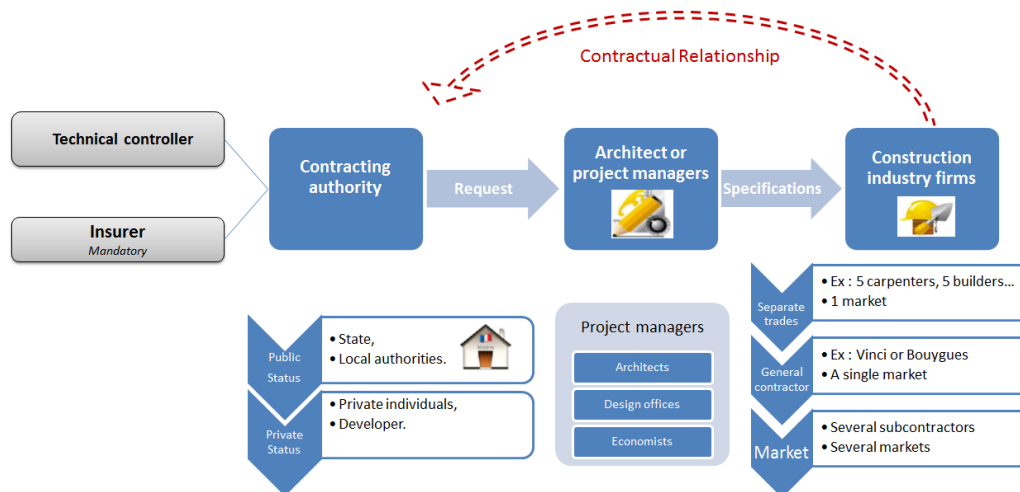 Contractual Relationship
Technical controller
Insurer
Mandatory
Contracting
authority
Request
Architect or
project managers
Specifications
Construction
industry firms
Public
Status
• State,
• Local authorities.
Private
Status
• Private individuals,
• Developer.
Project managers
Architects
Design offices
Economists
Separate
trades
• Ex : 5 carpenters, 5 builders...
• 1 market
General
contractor
• Ex : Vinci or Bouygues
• A single market
Market
• Several subcontractors
• Several markets